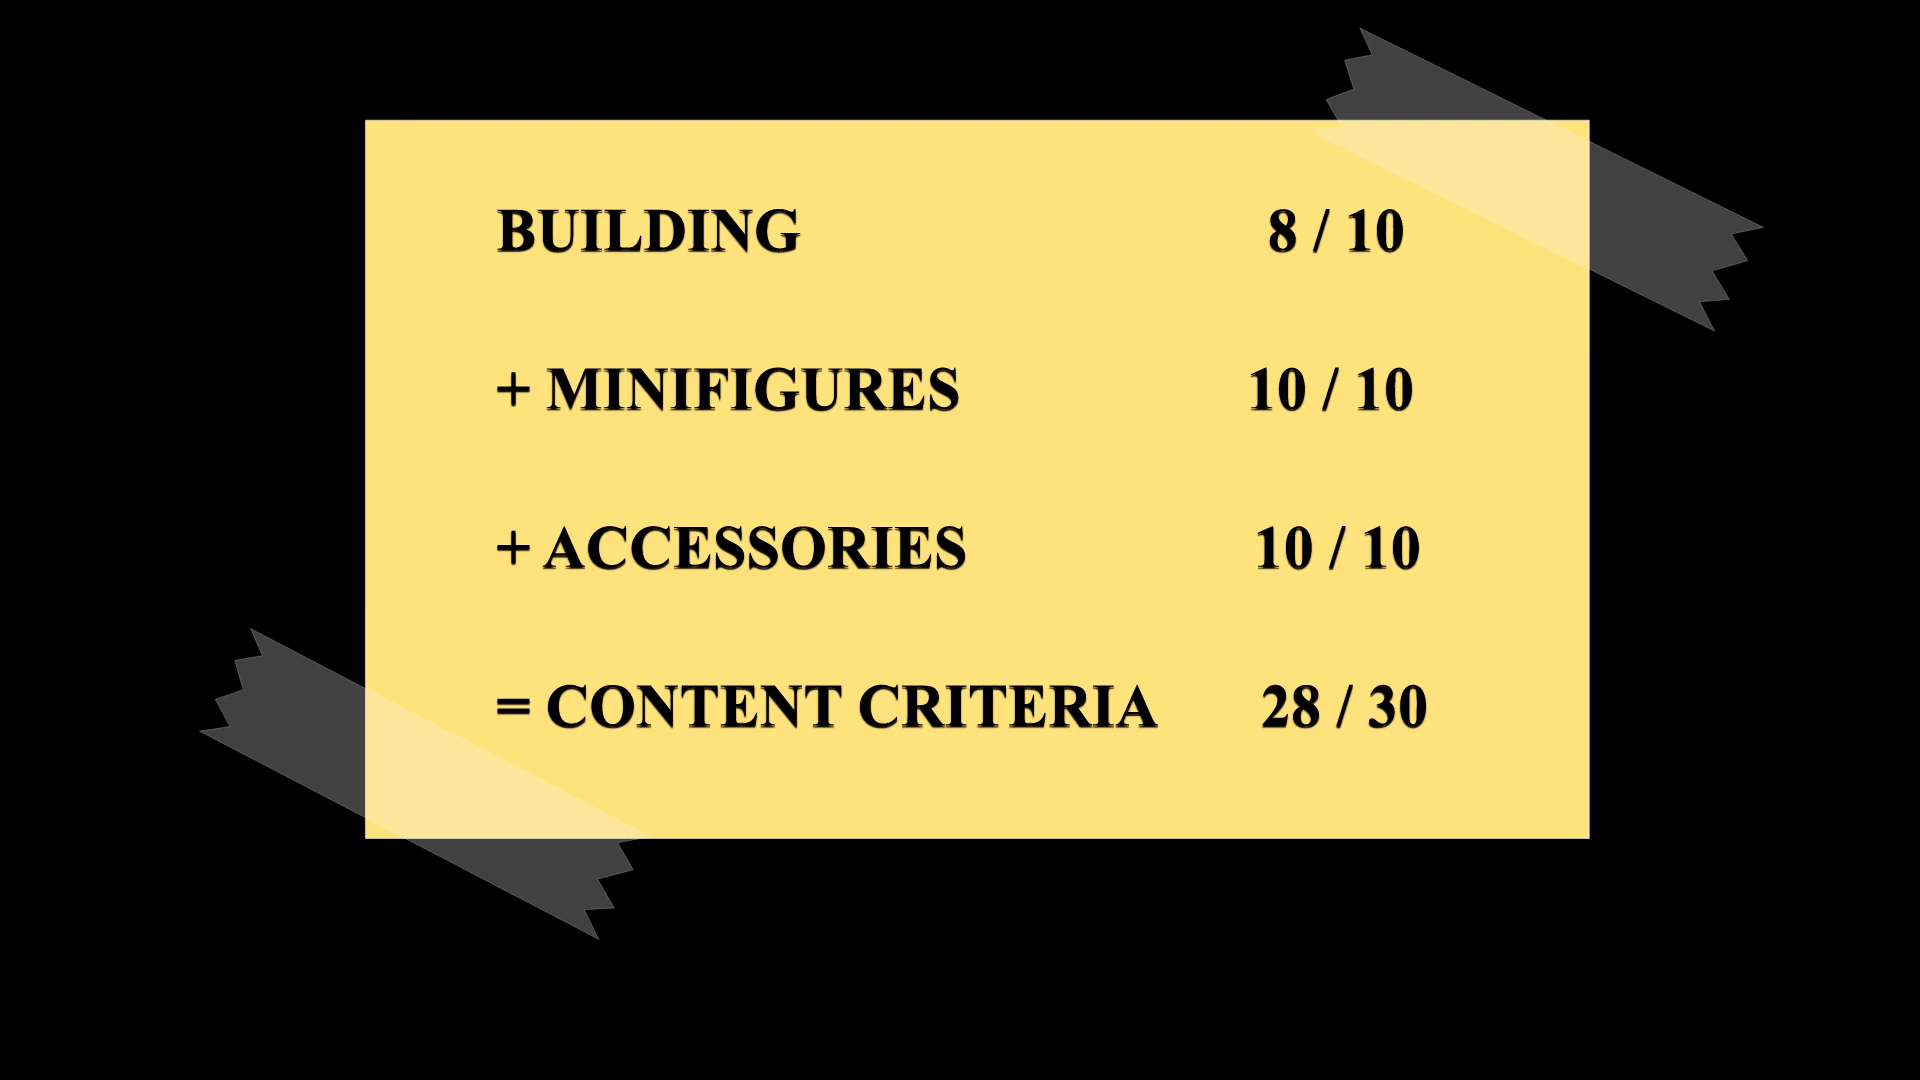 BUILDING 8 / 10
+ MINIFIGURES 10 / 10
+ ACCESSORIES 10 / 10
= CONTENT CRITERIA 28 / 30